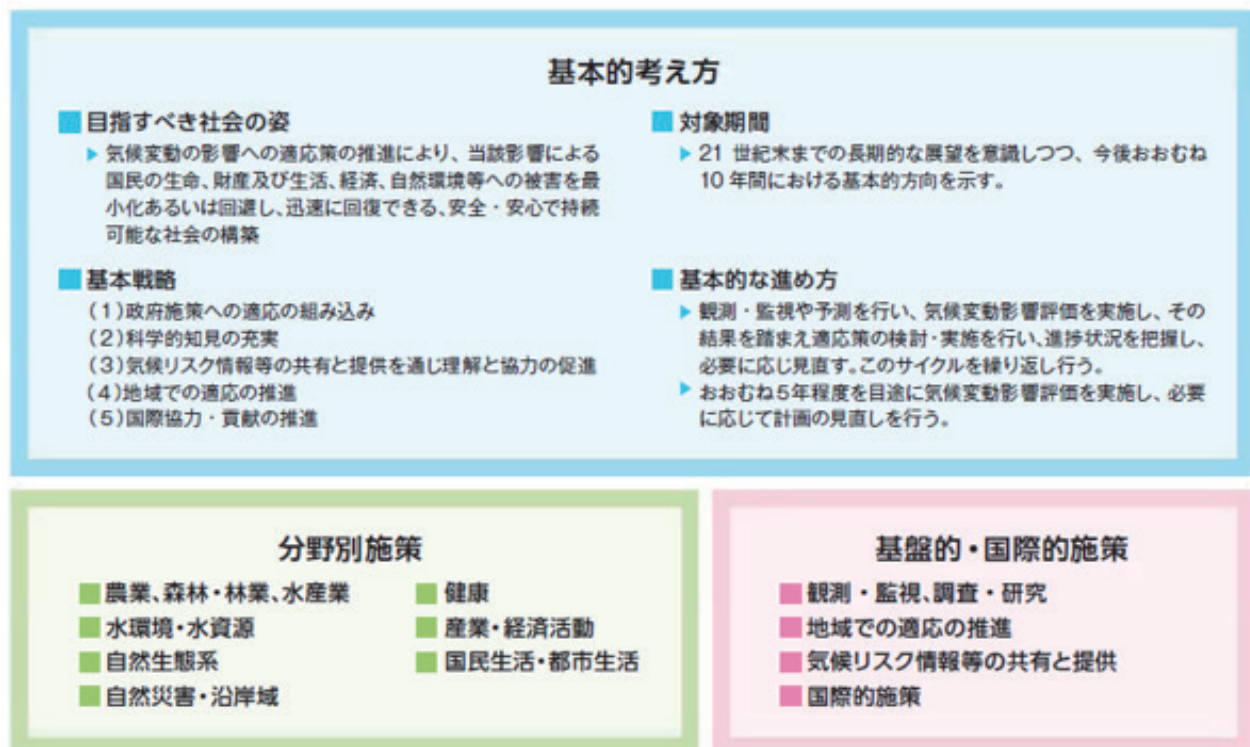 基本的考え方
■ 目指すべき社会の姿
▶ 気候変動の影響への適応策の推進により、当該影響による
国民の生命、財産及び生活、経済、自然環境等への被害を最
小化あるいは回避し、迅速に回復できる、安全・安心で持続
可能な社会の構築
■ 基本戦略
(1)政府施策への適応の組み込み
(2)科学的知見の充実
(3)気候リスク情報等の共有と提供を通じ理解と協力の促進
(4)地域での適応の推進
(5)国際協力・貢献の推進
■ 対象期間
▶ 21 世紀末までの長期的な展望を意識しつつ、今後おおむね
10 年間における基本的方向を示す。
■ 基本的な進め方
▶ 観測・監視や予測を行い、気候変動影響評価を実施し、その
結果を踏まえ適応策の検討・実施を行い、進捗状況を把握し、
必要に応じ見直す。このサイクルを繰り返し行う。
▶ おおむね5年程度を目途に気候変動影響評価を実施し、必要
に応じて計画の見直しを行う。
分野別施策
■ 農業、森林・林業、水産業
■ 水環境・水資源
■ 自然生態系
■ 自然災害・沿岸域
■ 健康
■ 産業・経済活動
■ 国民生活・都市生活
基盤的・国際的施策
■ 観測・監視、調査・研究
■ 地域での適応の推進
■ 気候リスク情報等の共有と提供
■ 国際的施策